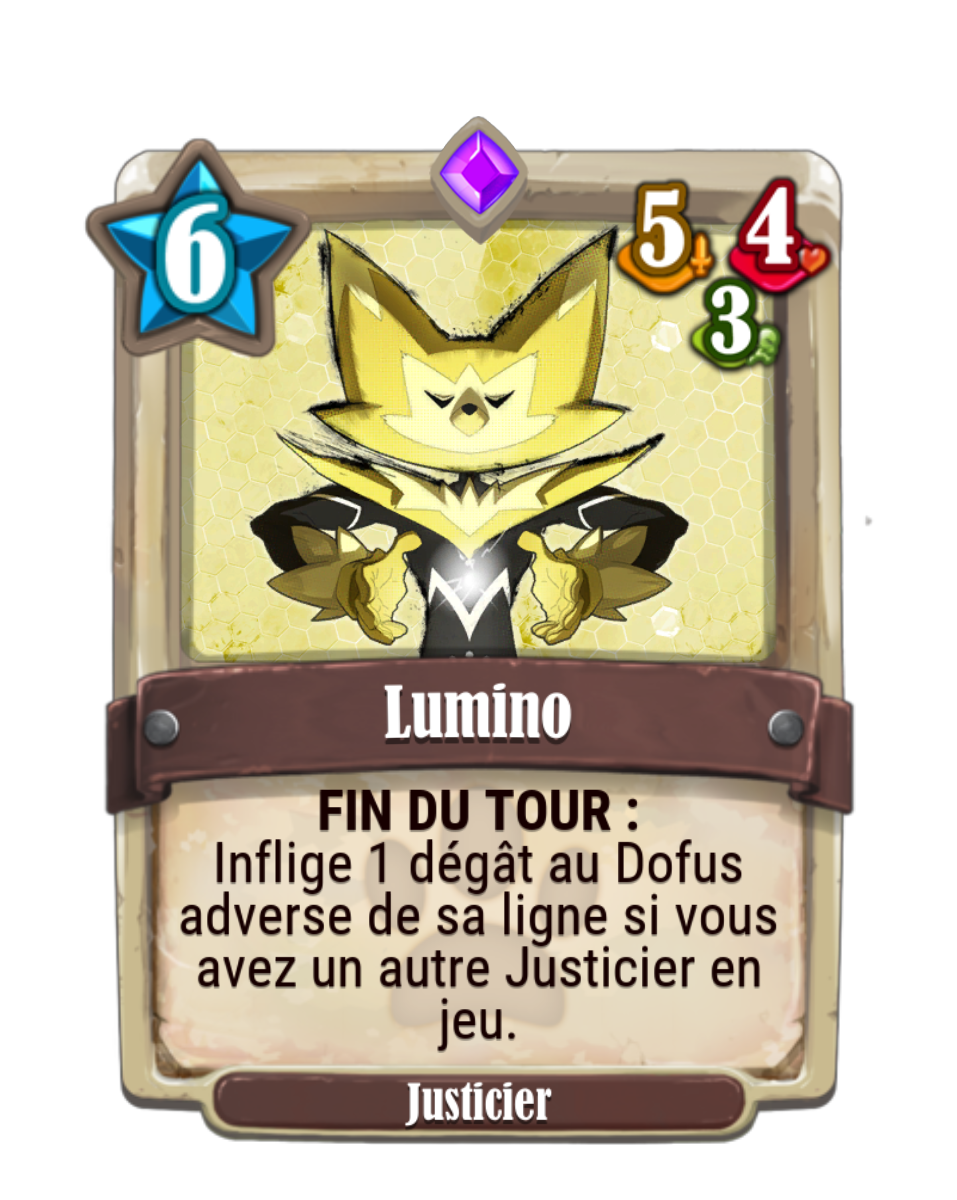 6
5
4
3
Lumino
FIN DU TOUR :
Inflige 1 dégât au Dofus
adverse de sa ligne si vous
avez un autre Justicier en
jeu.
Justicier